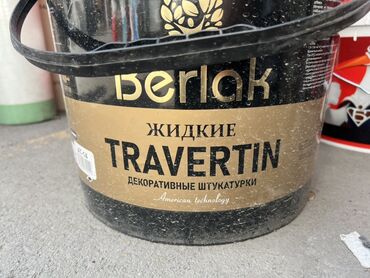 Berlak
ЖИДКИЕ
TRAVERTIN
ДЕКОРАТИВНЫЕ ШТУКАТУРКИ
American technology